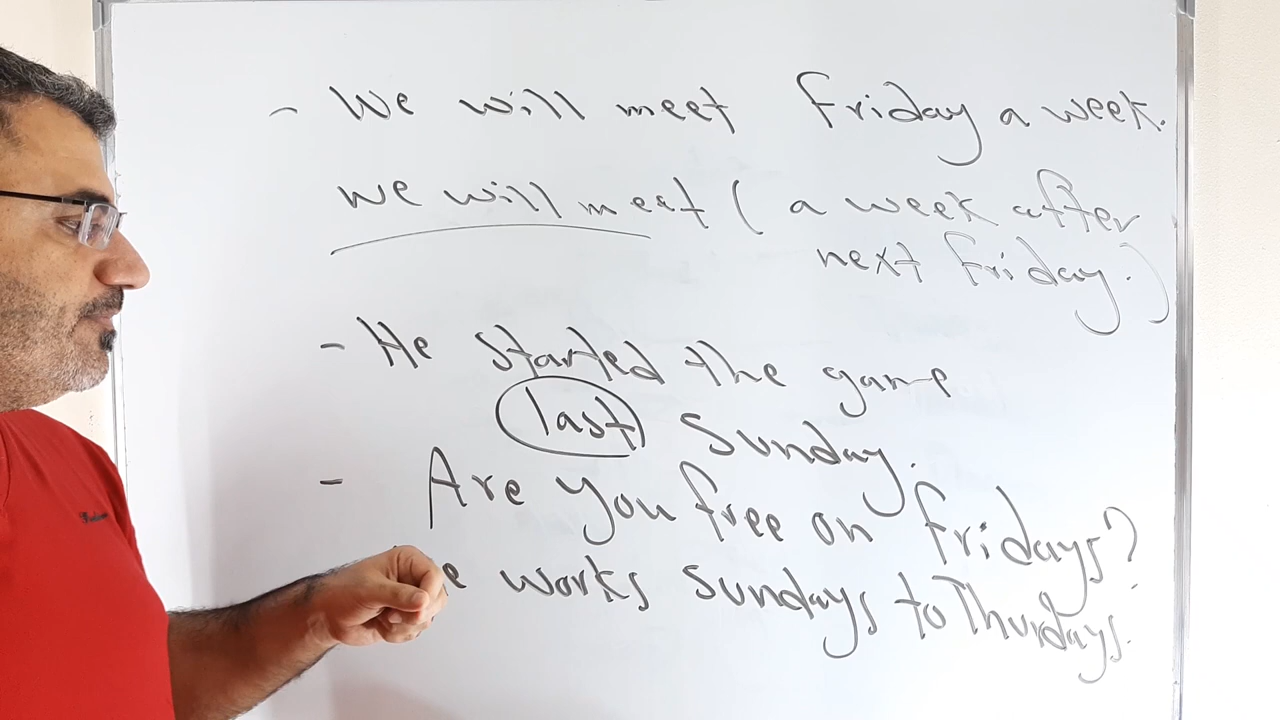 - We will meet Friday a week.
we will meet ( a week after
next Friday.)
- He started the game
last Sunday.
- Are you free on Fridays?
works Sundays to Thurdays.